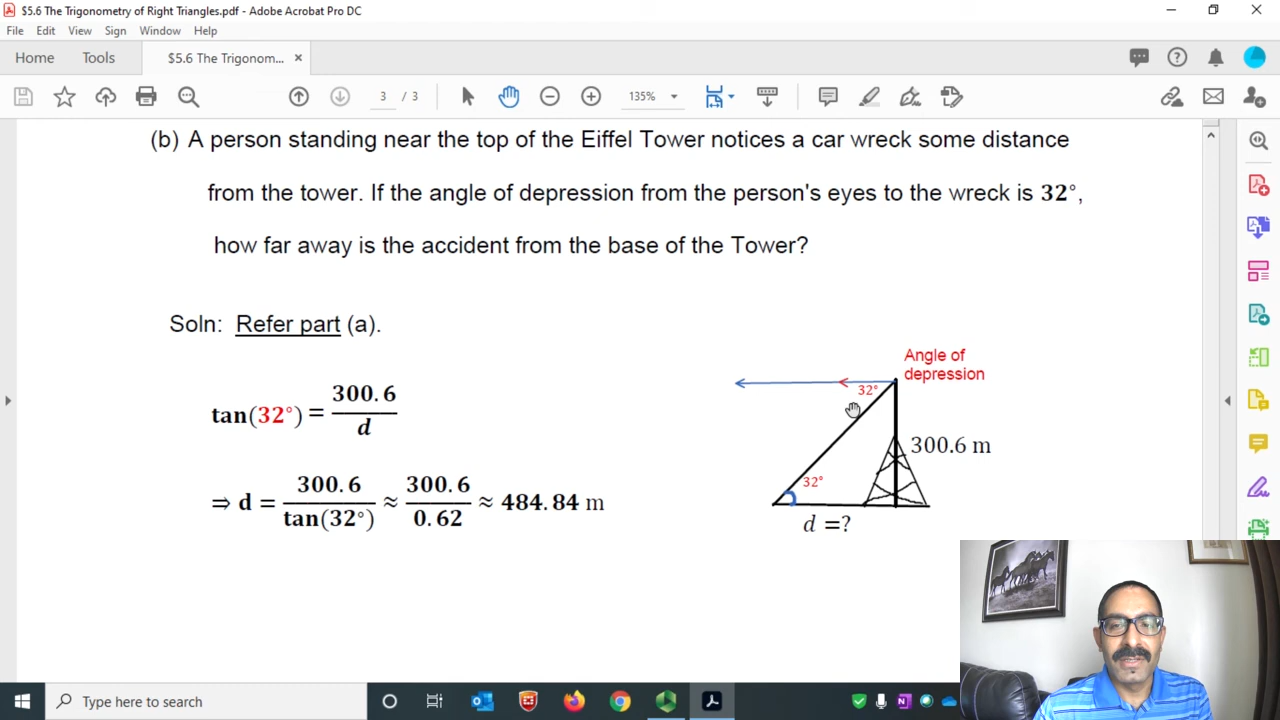 $5.6 The Trigonometry of Right Triangles.pdf - Adobe Acrobat Pro DC
File Edit View Sign Window Help
Home Tools $5.6 The Trigonom... ×
3 / 3 135%
(b) A person standing near the top of the Eiffel Tower notices a car wreck some distance
from the tower. If the angle of depression from the person's eyes to the wreck is 32°,
how far away is the accident from the base of the Tower?
Soln: Refer part (a).
tan(32°) = 300.6 / d
⇒ d = 300.6 / tan(32°) ≈ 300.6 / 0.62 ≈ 484.84 m
Angle of
depression
32°
300.6 m
32°
d =?
Type here to search